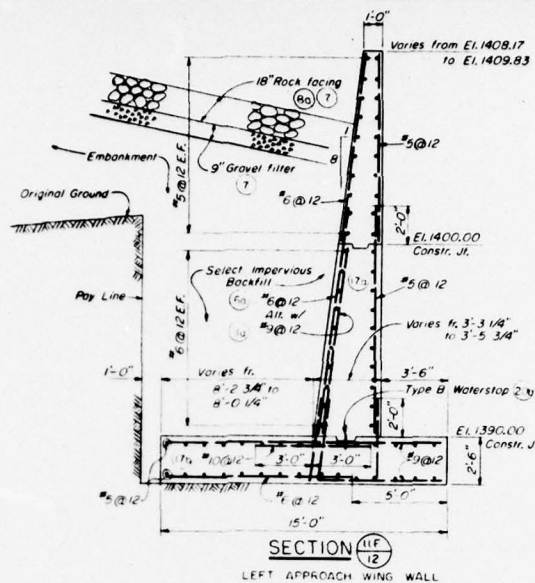 1'-0"
Varies from El. 1408.17
to El. 1409.83
18" Rock facing
8a 7
Embankment
9" Gravel filter
7
#5@12 E.F.
1
8
#5@12
#6@12
2'-0"
Original Ground
El. 1400.00
Constr. Jt.
Select Impervious
Backfill
#6@12
17a
#5@12
Alt. w/
#9@12
Pay Line
#6@12 E.F.
Varies fr. 3'-3 1/4"
to 3'-5 3/4"
1'-0"
Varies fr.
8'-2 3/4" to
8'-0 1/4"
3'-6"
Type B Waterstop
2'-0"
El. 1390.00
Constr. J
17a
#10@12
3'-0"
3'-0"
#9@12
2'-6"
#5@12
#6@12
5'-0"
15'-0"
SECTION 11F
12
LEFT APPROACH WING WALL